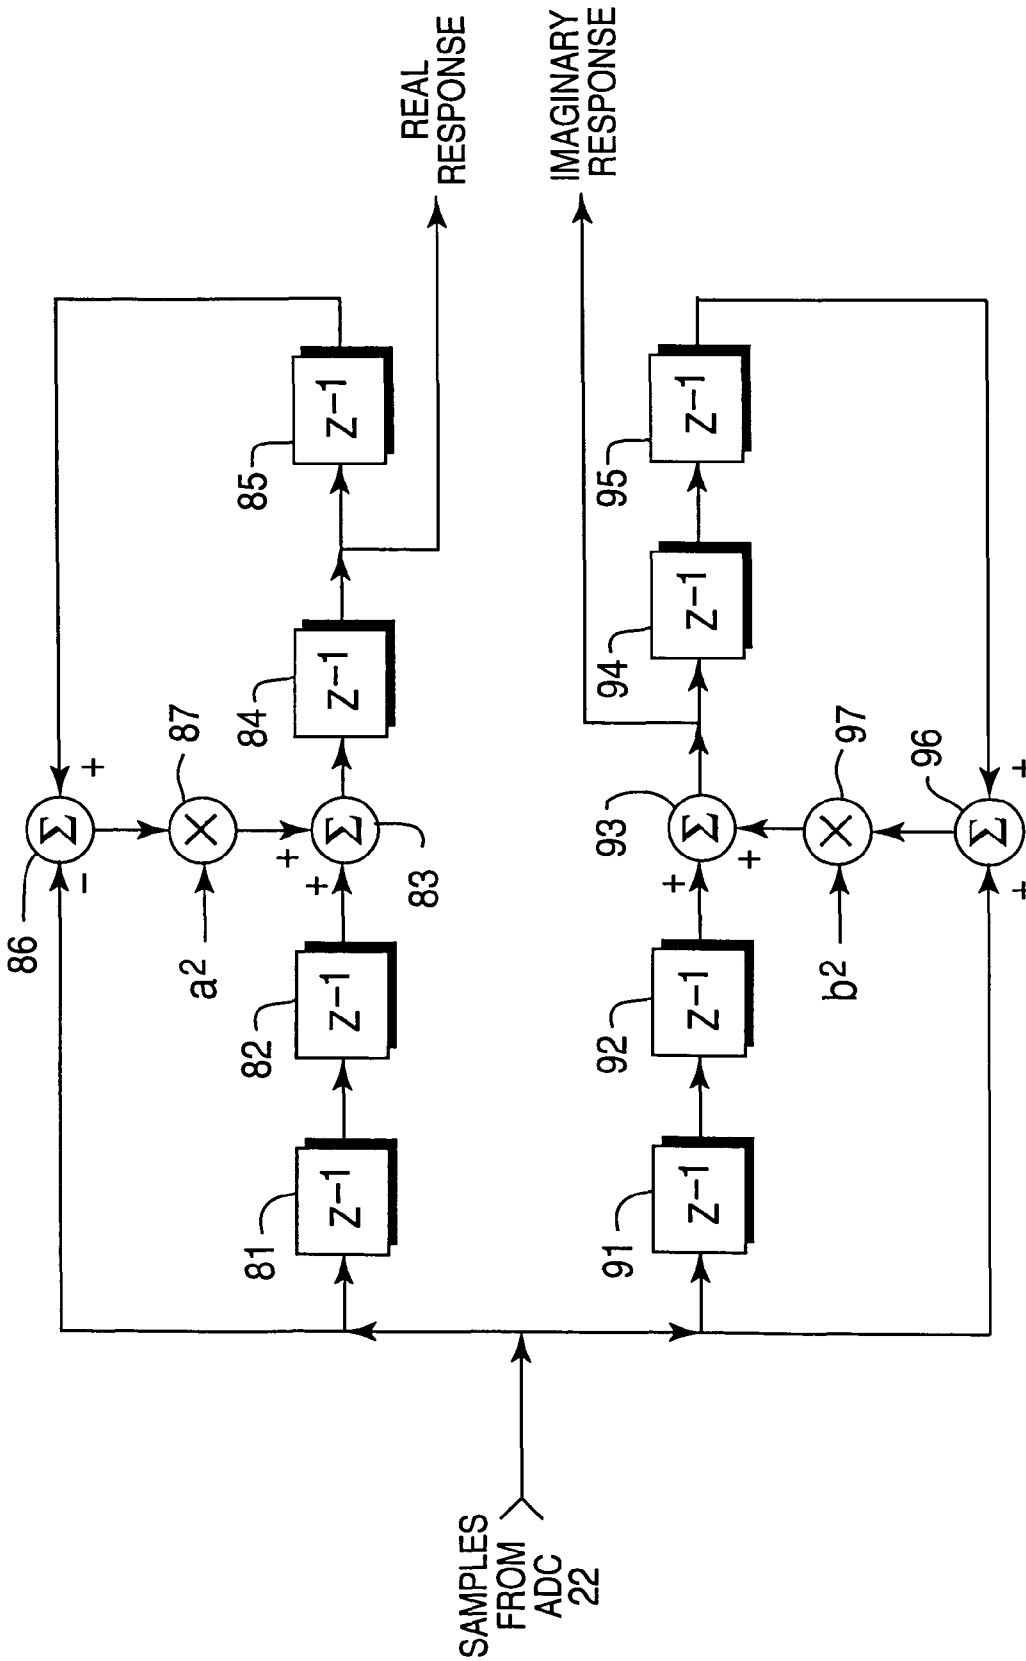 86
−
Σ
+
a²
×
87
81
82
+
84
85
Z⁻¹
Z⁻¹
+
Σ
Z⁻¹
Z⁻¹
83
REAL
RESPONSE
SAMPLES
FROM
ADC
22
IMAGINARY
RESPONSE
91
92
93
94
95
Z⁻¹
Z⁻¹
+
Σ
Z⁻¹
Z⁻¹
+
b²
×
97
96
Σ
+
+